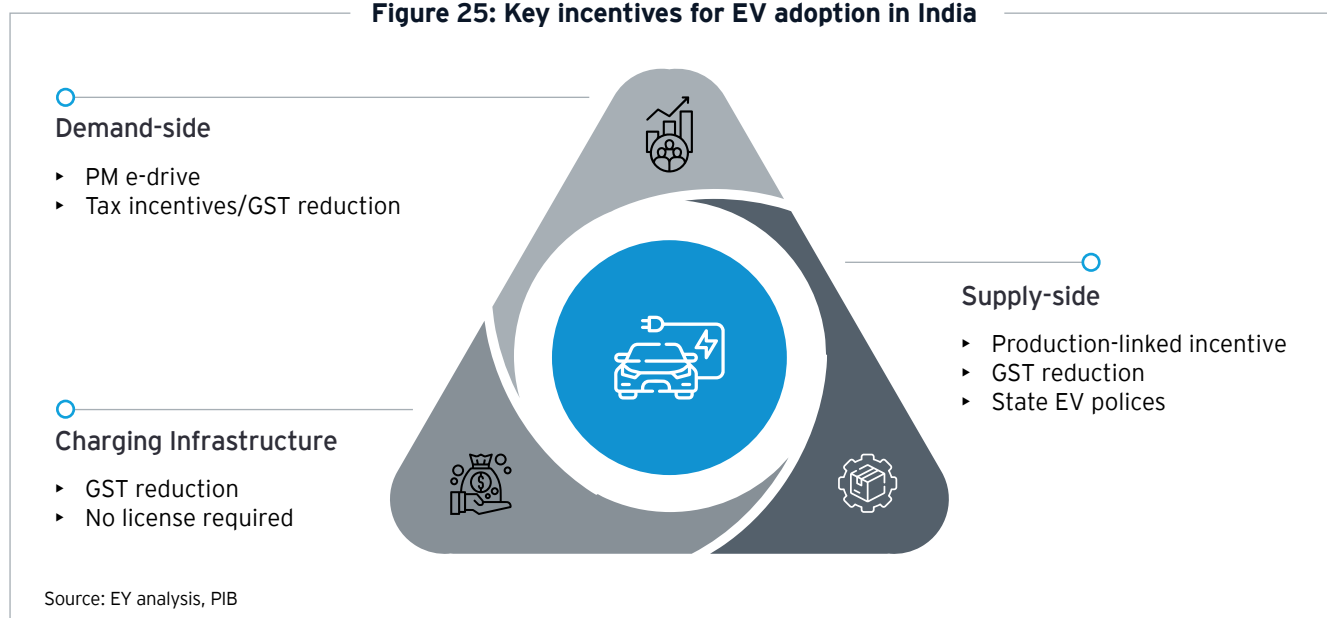 Figure 25: Key incentives for EV adoption in India
Demand-side
‣ PM e-drive
‣ Tax incentives/GST reduction
Supply-side
‣ Production-linked incentive
‣ GST reduction
‣ State EV polices
Charging Infrastructure
‣ GST reduction
‣ No license required
$
Source: EY analysis, PIB